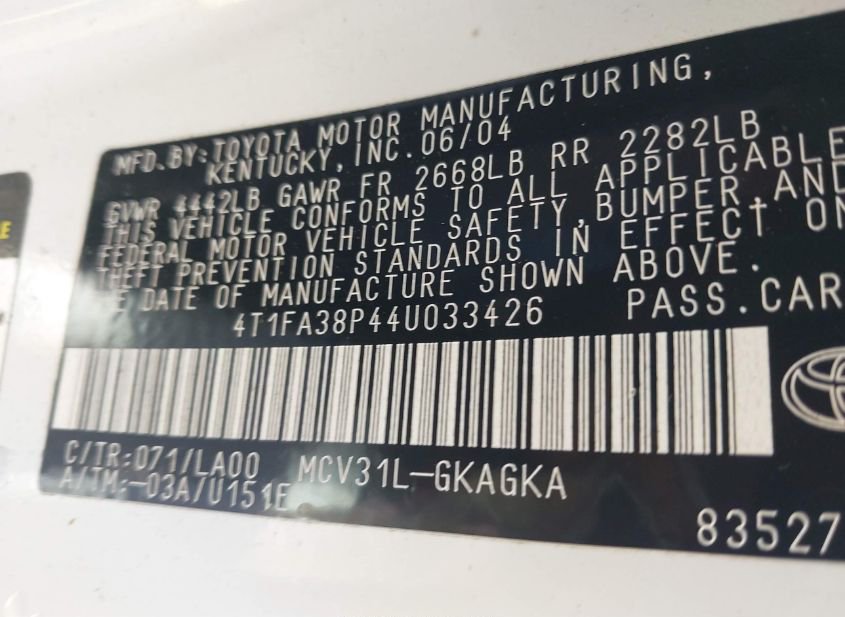 MFD. BY: TOYOTA MOTOR MANUFACTURING,
KENTUCKY, INC. 06/04
GVWR 4442LB GAWR FR 2668LB RR 2282LB
THIS VEHICLE CONFORMS TO ALL APPLICABLE
FEDERAL MOTOR VEHICLE SAFETY, BUMPER, AND
THEFT PREVENTION STANDARDS IN EFFECT ON
DATE OF MANUFACTURE SHOWN ABOVE.
4T1FA38P44U033426 PASS.CAR
C/TR:071/LA00 MCV31L-GKAGKA
A/TM:-03A/U151E
83527